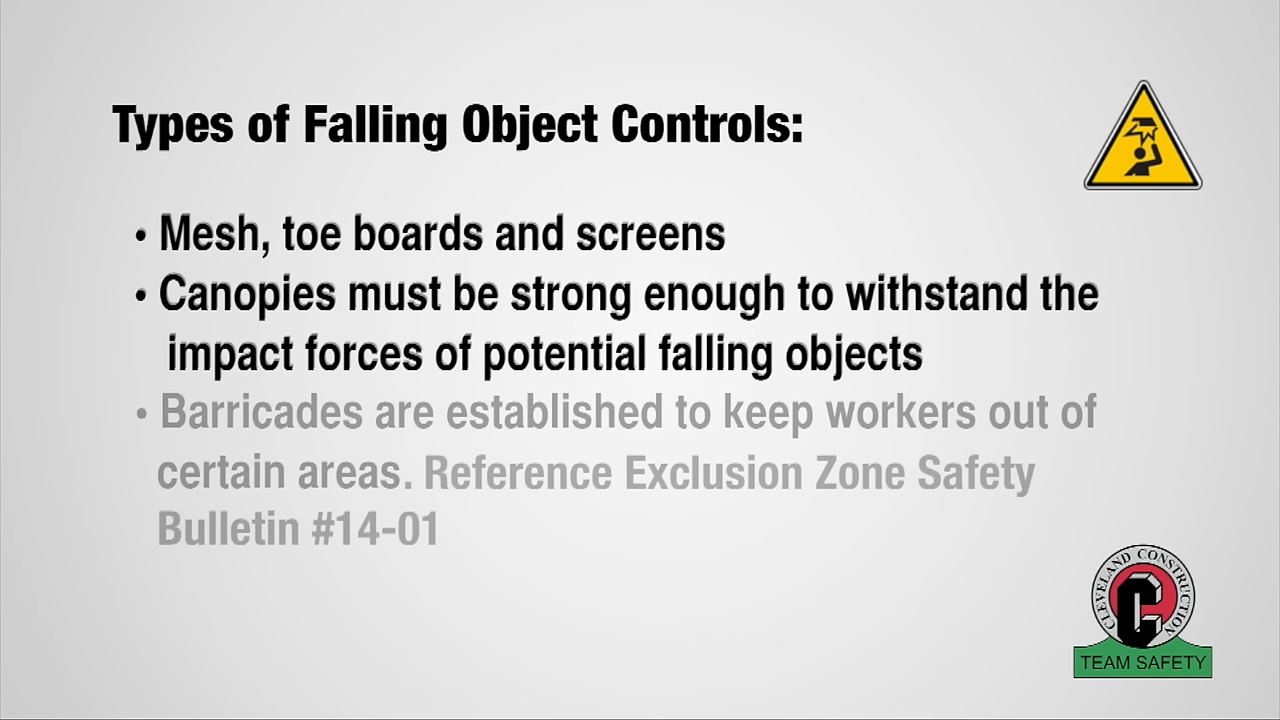 Types of Falling Object Controls:
• Mesh, toe boards and screens
• Canopies must be strong enough to withstand the
impact forces of potential falling objects
• Barricades are established to keep workers out of
certain areas. Reference Exclusion Zone Safety
Bulletin #14-01
CLEVELAND CONSTRUCTION
C
TEAM SAFETY